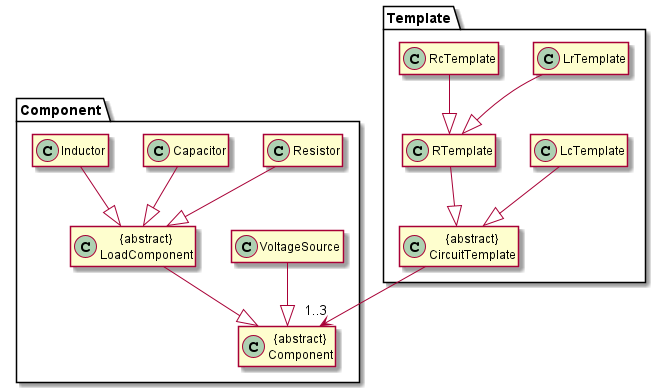 Template
C RcTemplate
C LrTemplate
Component
C Inductor
C Capacitor
C Resistor
C RTemplate
C LcTemplate
C {abstract}
LoadComponent
C VoltageSource
C {abstract}
CircuitTemplate
1..3
C {abstract}
Component